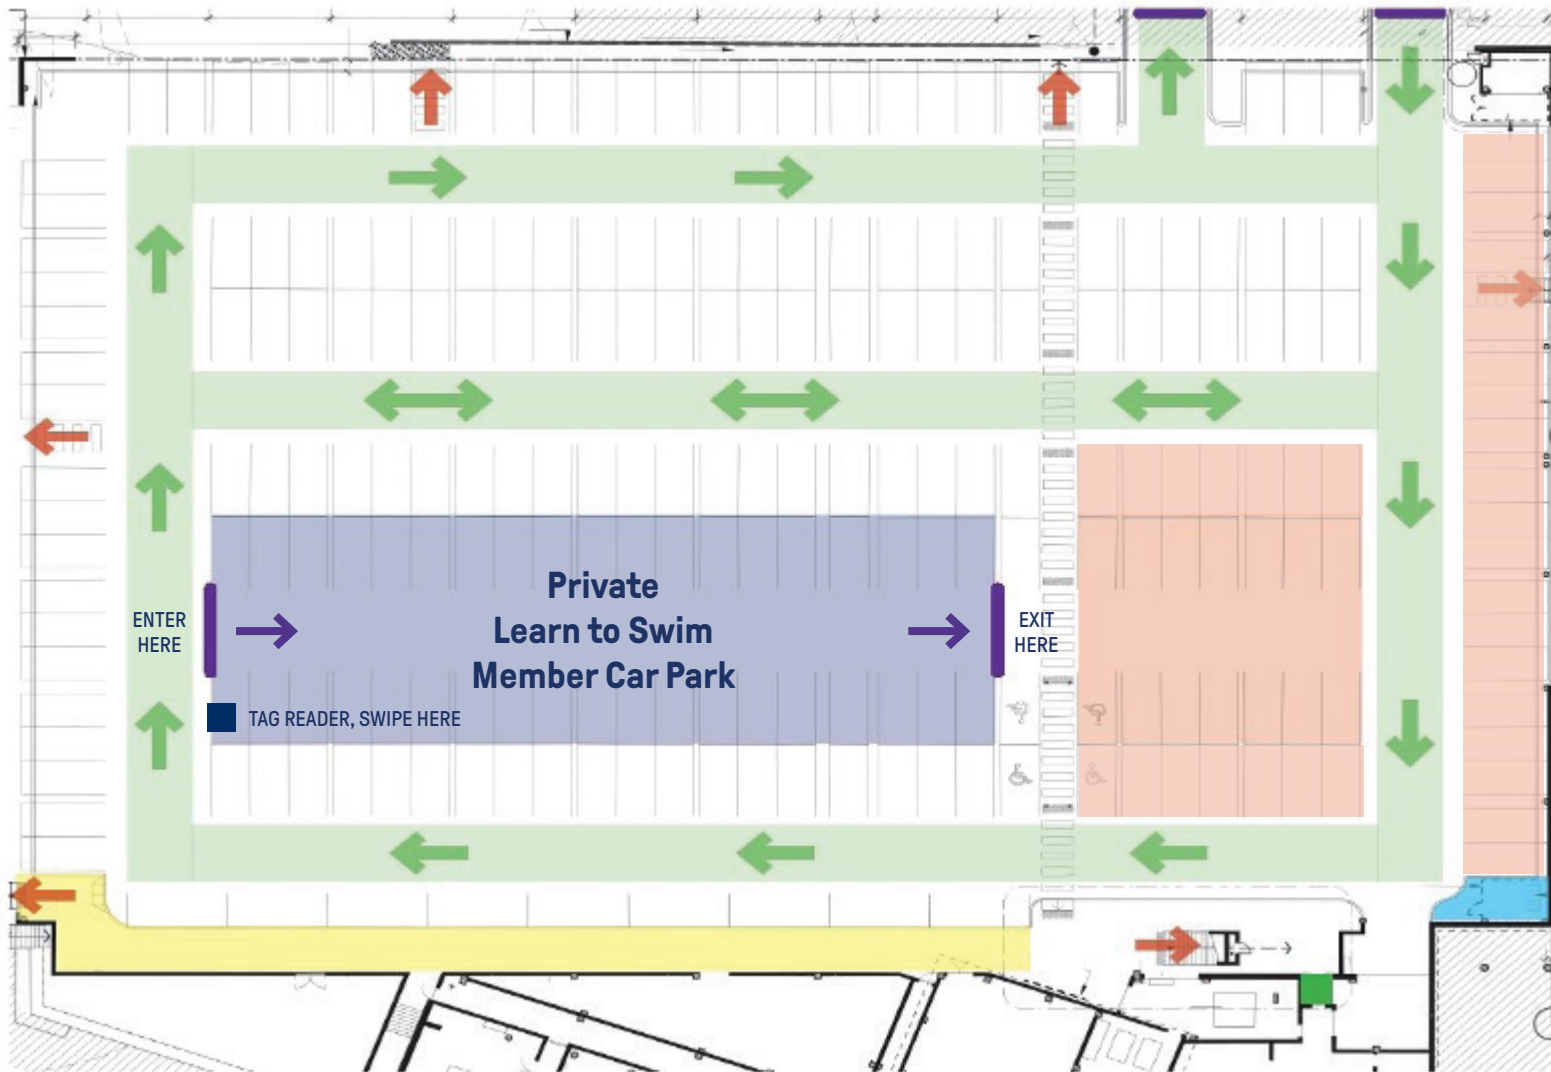 Private
Learn to Swim
Member Car Park
ENTER
HERE
EXIT
HERE
TAG READER, SWIPE HERE